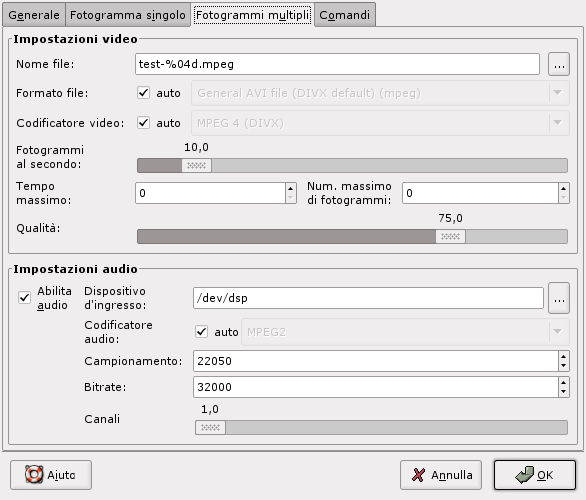 Generale Fotogramma singolo Fotogrammi multipli Comandi
Impostazioni video
Nome file: test-%04d.mpeg ...
Formato file: auto General AVI file (DIVX default) (mpeg)
Codificatore video: auto MPEG 4 (DIVX)
Fotogrammi al secondo: 10,0
Tempo massimo: 0 Num. massimo di fotogrammi: 0
Qualità: 75,0
Impostazioni audio
Abilita audio Dispositivo d'ingresso: /dev/dsp ...
Codificatore audio: auto MPEG2
Campionamento: 22050
Bitrate: 32000
Canali 1,0
Aiuto Annulla OK